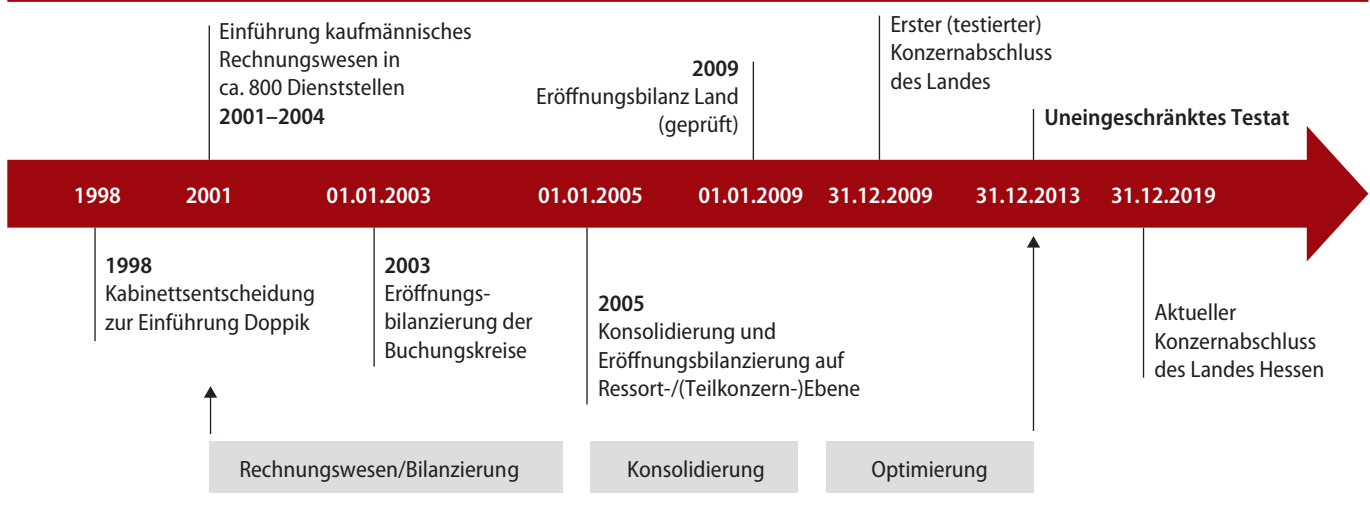 Einführung kaufmännisches
Rechnungswesen in
ca. 800 Dienststellen
2001–2004
2009
Eröffnungsbilanz Land
(geprüft)
Erster (testierter)
Konzernabschluss
des Landes
Uneingeschränktes Testat
1998 2001 01.01.2003 01.01.2005 01.01.2009 31.12.2009 31.12.2013 31.12.2019
1998
Kabinettsentscheidung
zur Einführung Doppik
2003
Eröffnungs-
bilanzierung der
Buchungskreise
2005
Konsolidierung und
Eröffnungsbilanzierung auf
Ressort-/(Teilkonzern-)Ebene
Aktueller
Konzernabschluss
des Landes Hessen
Rechnungswesen/Bilanzierung
Konsolidierung
Optimierung